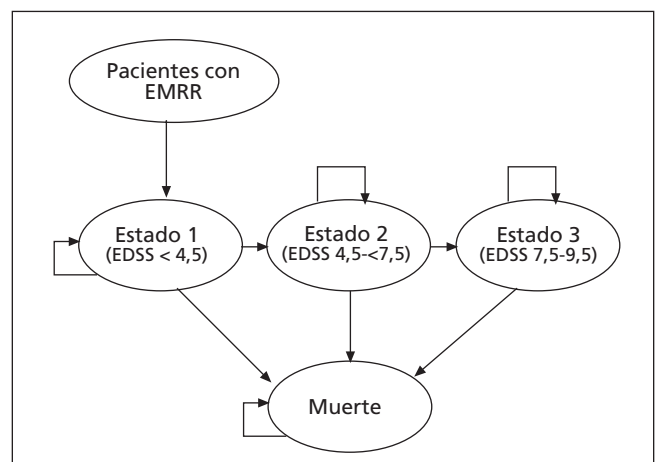 Pacientes con
EMRR
Estado 1
(EDSS < 4,5)
Estado 2
(EDSS 4,5-<7,5)
Estado 3
(EDSS 7,5-9,5)
Muerte